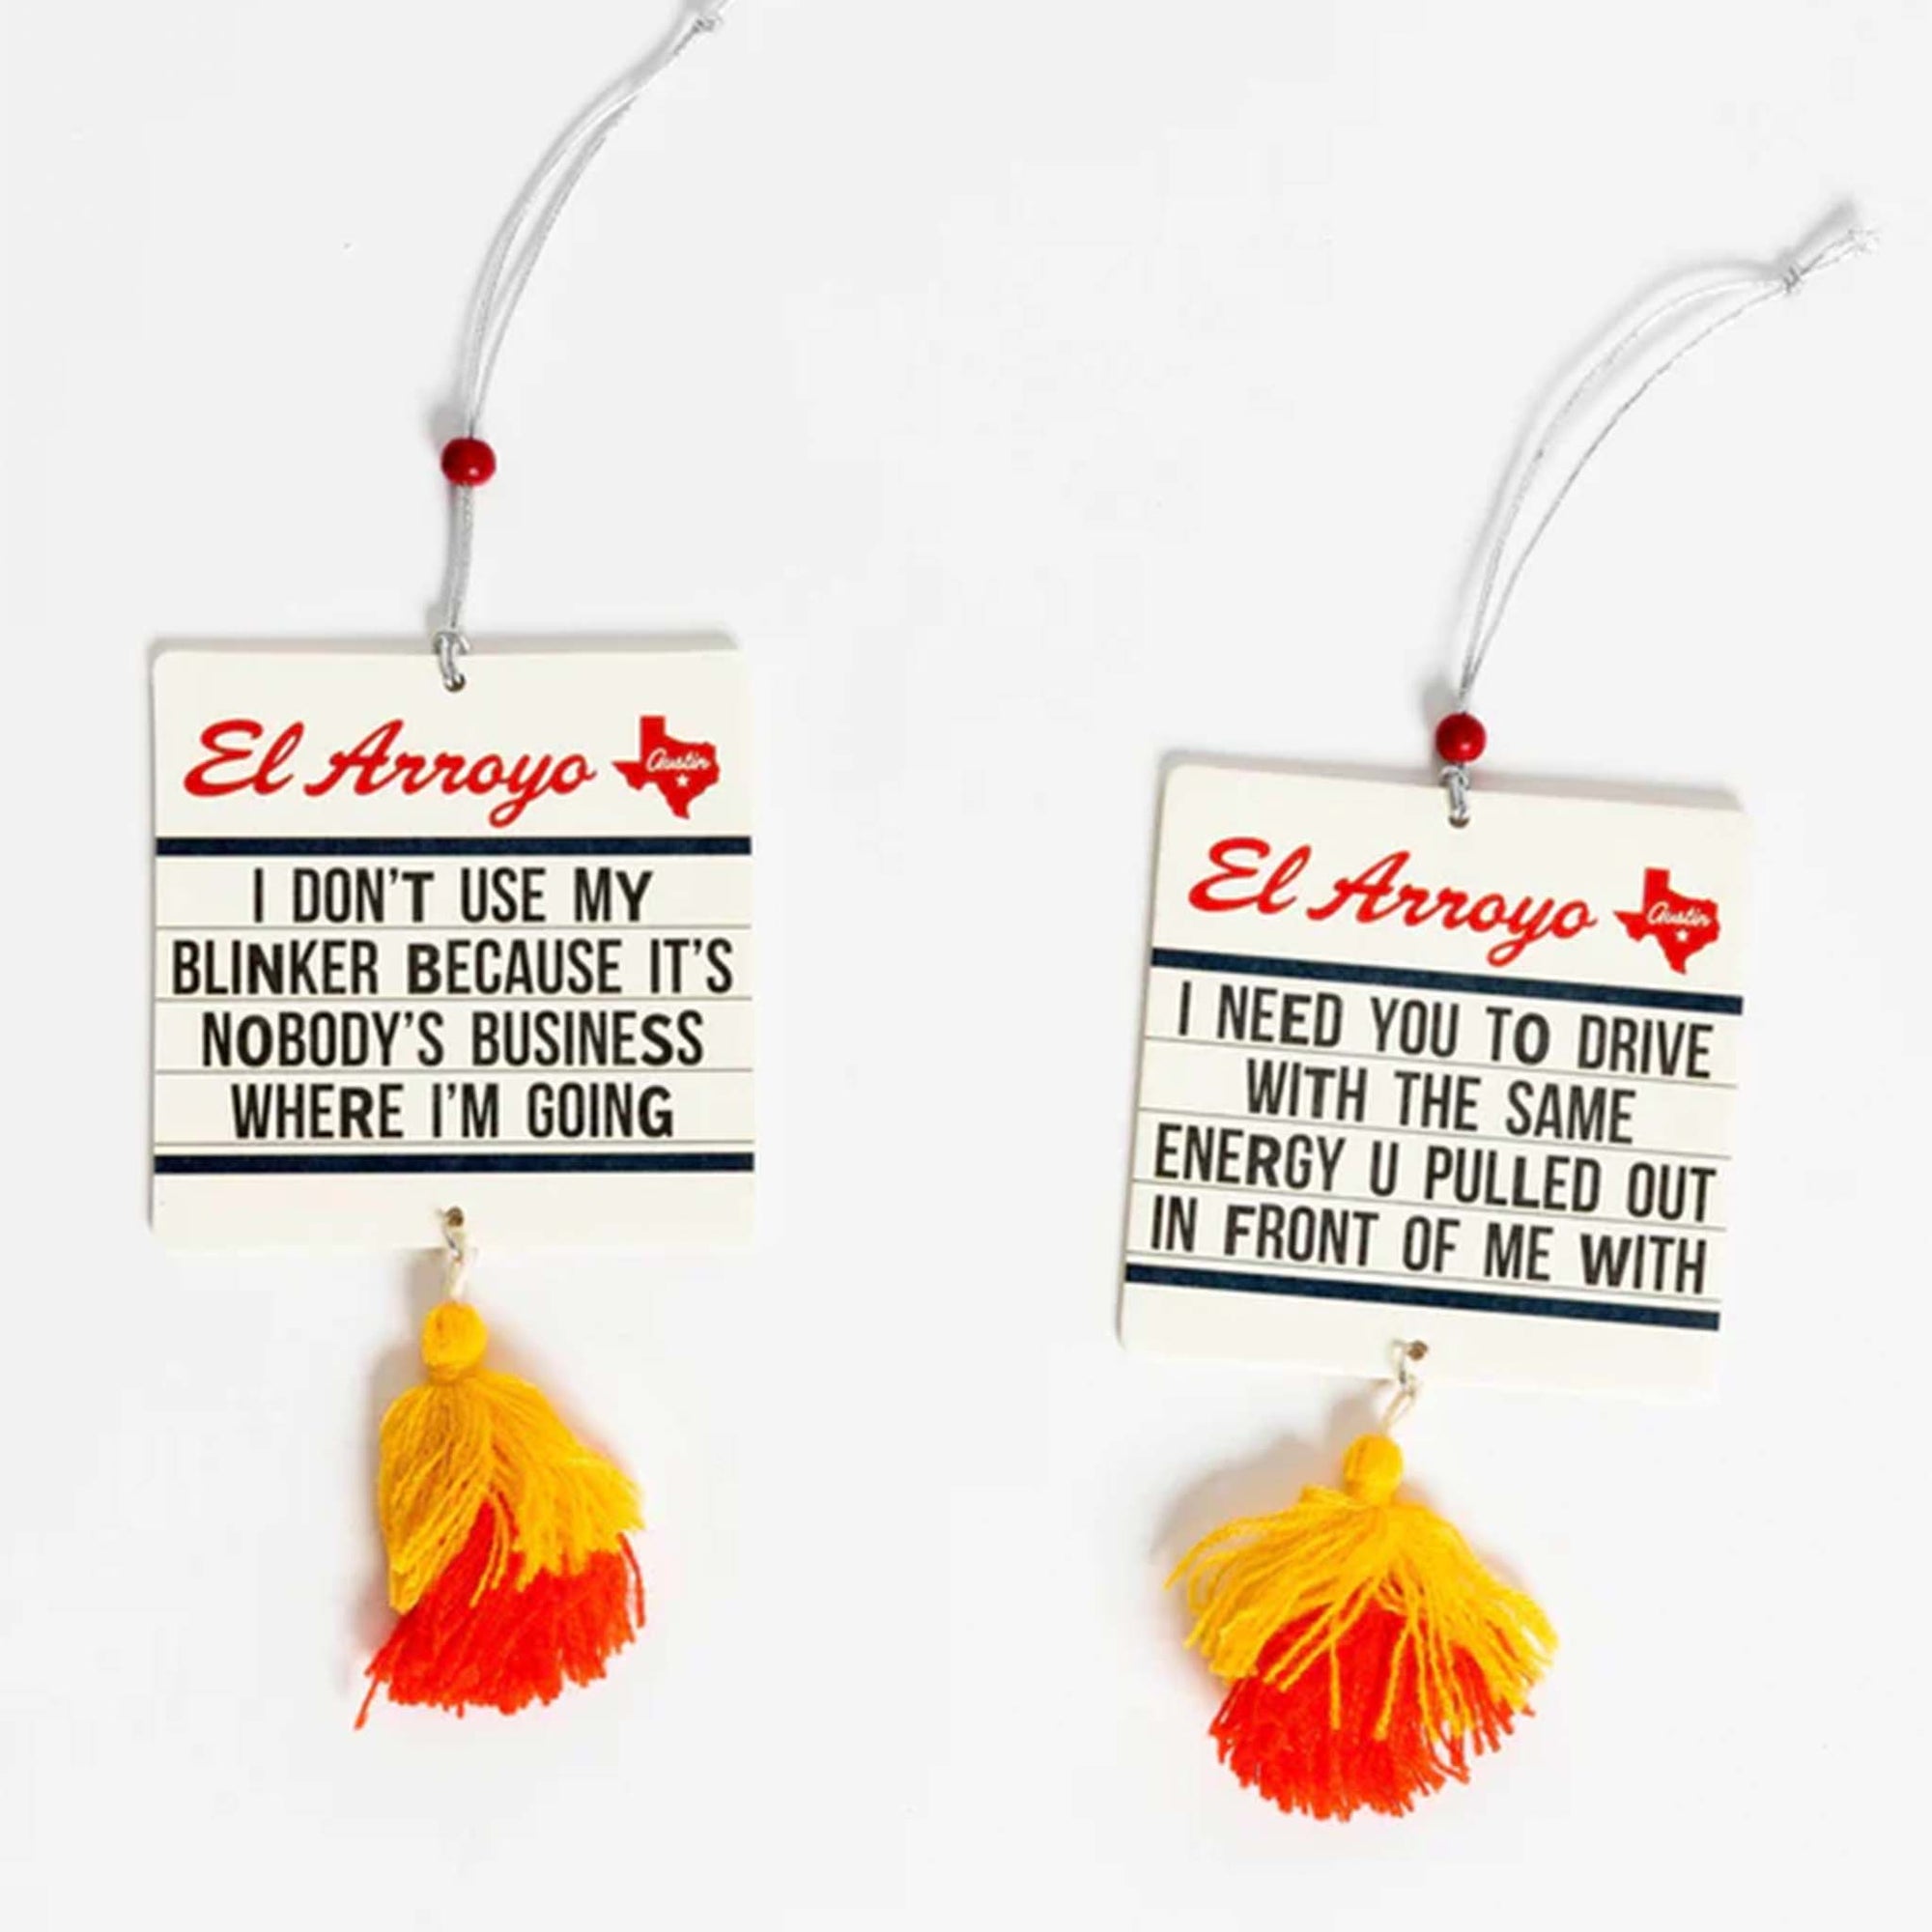 El Arroyo
Austin
I DON'T USE MY
BLINKER BECAUSE IT'S
NOBODY'S BUSINESS
WHERE I'M GOING
El Arroyo
Austin
I NEED YOU TO DRIVE
WITH THE SAME
ENERGY U PULLED OUT
IN FRONT OF ME WITH